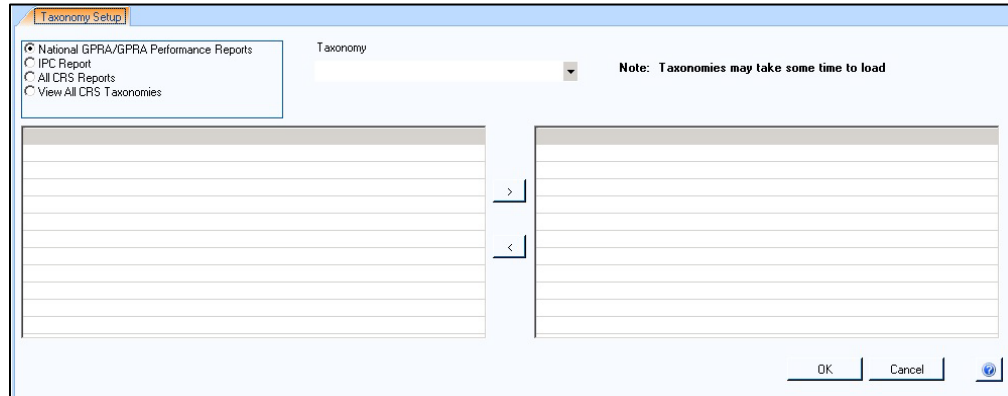 Taxonomy Setup
National GPRA/GPRA Performance Reports
IPC Report
All CRS Reports
View All CRS Taxonomies
Taxonomy
Note: Taxonomies may take some time to load
>
<
OK
Cancel
?